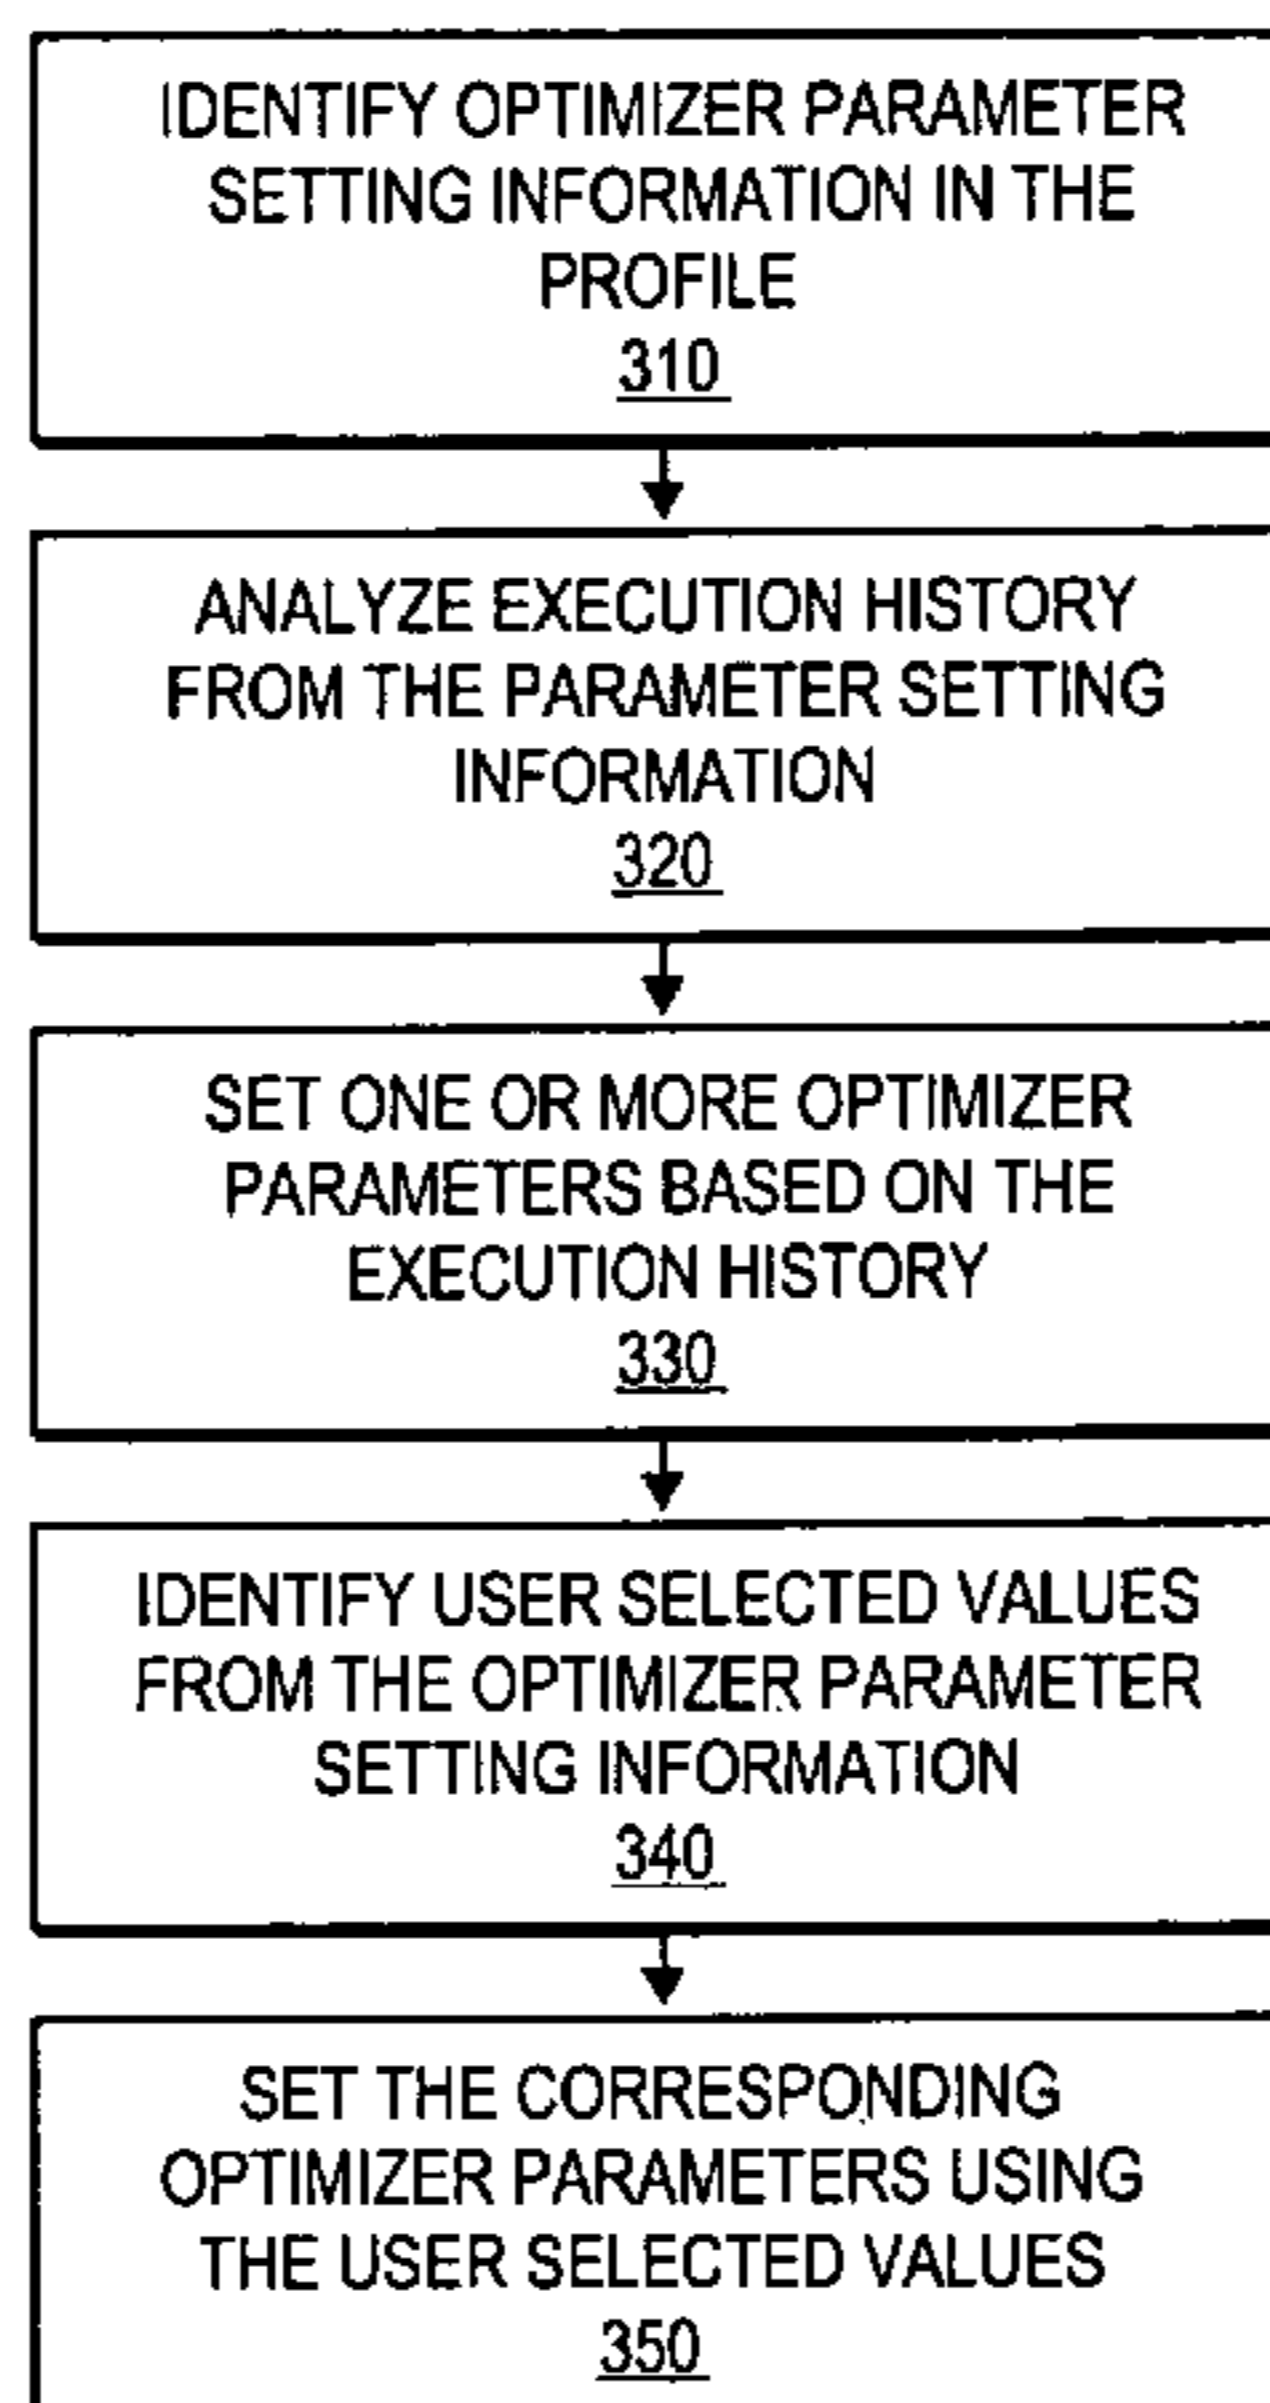 IDENTIFY OPTIMIZER PARAMETER
SETTING INFORMATION IN THE
PROFILE
310
ANALYZE EXECUTION HISTORY
FROM THE PARAMETER SETTING
INFORMATION
320
SET ONE OR MORE OPTIMIZER
PARAMETERS BASED ON THE
EXECUTION HISTORY
330
IDENTIFY USER SELECTED VALUES
FROM THE OPTIMIZER PARAMETER
SETTING INFORMATION
340
SET THE CORRESPONDING
OPTIMIZER PARAMETERS USING
THE USER SELECTED VALUES
350